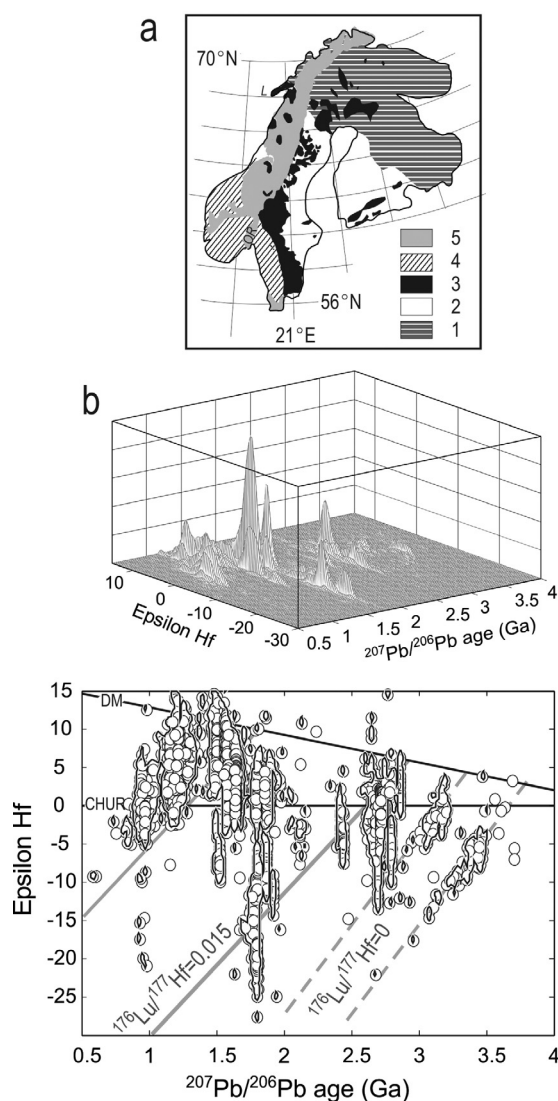 a
70°N
L
5
4
3
2
1
OR
56°N
21°E
b
10
0
-10
-20
-30
Epsilon Hf
0.5
1
1.5
2
2.5
3
3.5
4
207Pb/206Pb age (Ga)
15
10
5
0
-5
-10
-15
-20
-25
Epsilon Hf
DM
CHUR
176Lu/177Hf=0.015
176Lu/177Hf=0
0.5 1 1.5 2 2.5 3 3.5 4
207Pb/206Pb age (Ga)